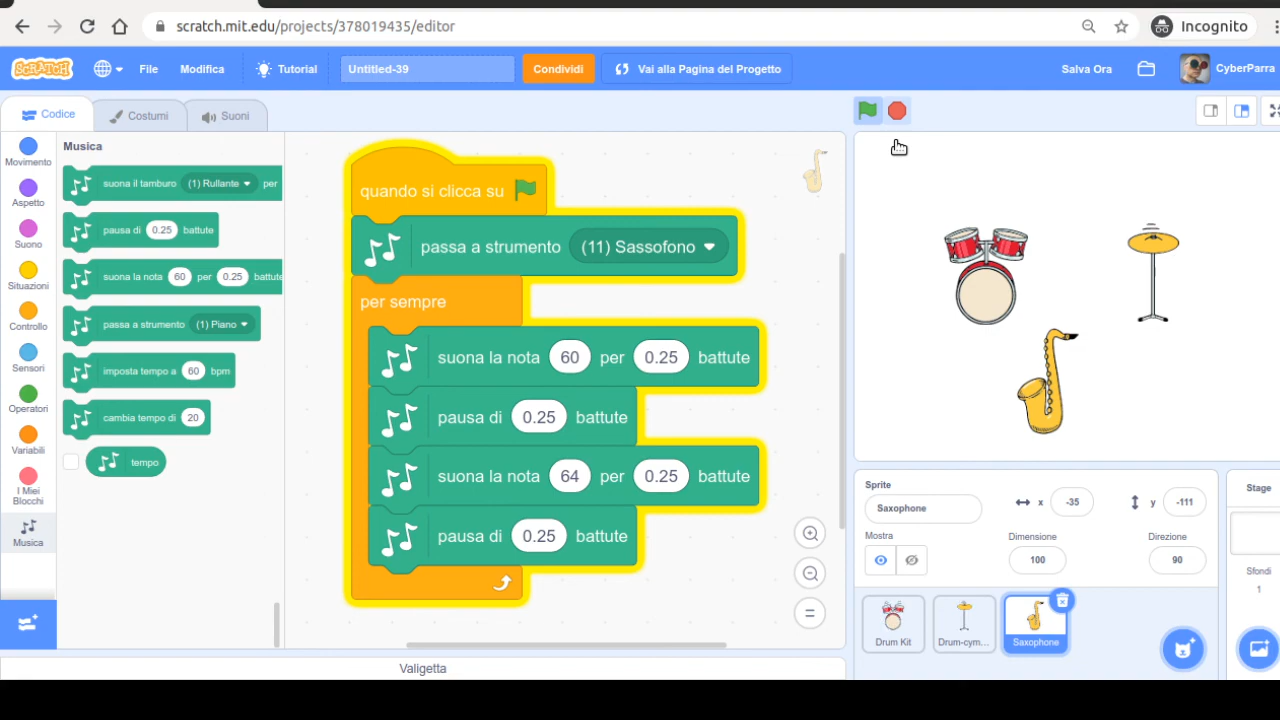 scratch.mit.edu/projects/378019435/editor
Incognito
SCRATCH
File
Modifica
Tutorial
Untitled-39
Condividi
Vai alla Pagina del Progetto
Salva Ora
CyberParra
Codice
Costumi
Suoni
Movimento
Aspetto
Suono
Situazioni
Controllo
Sensori
Operatori
Variabili
I Miei
Blocchi
Musica
Musica
suona il tamburo (1) Rullante per
pausa di 0.25 battute
suona la nota 60 per 0.25 battute
passa a strumento (1) Piano
imposta tempo a 60 bpm
cambia tempo di 20
tempo
quando si clicca su
passa a strumento (11) Sassofono
per sempre
suona la nota 60 per 0.25 battute
pausa di 0.25 battute
suona la nota 64 per 0.25 battute
pausa di 0.25 battute
Valigetta
Sprite
Saxophone
x -35
y -111
Mostra
Dimensione
100
Direzione
90
Drum Kit
Drum-cym...
Saxophone
Stage
Sfondi
1